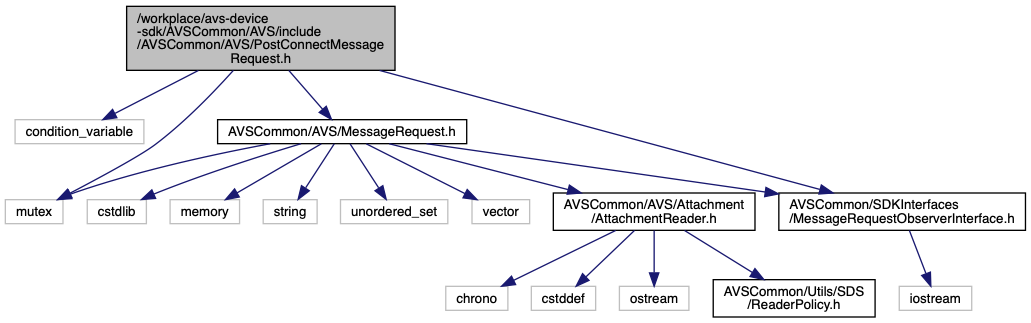 /workplace/avs-device
-sdk/AVSCommon/AVS/include
/AVSCommon/AVS/PostConnectMessage
Request.h
condition_variable
AVSCommon/AVS/MessageRequest.h
mutex
cstdlib
memory
string
unordered_set
vector
AVSCommon/AVS/Attachment
/AttachmentReader.h
AVSCommon/SDKInterfaces
/MessageRequestObserverInterface.h
chrono
cstddef
ostream
AVSCommon/Utils/SDS
/ReaderPolicy.h
iostream